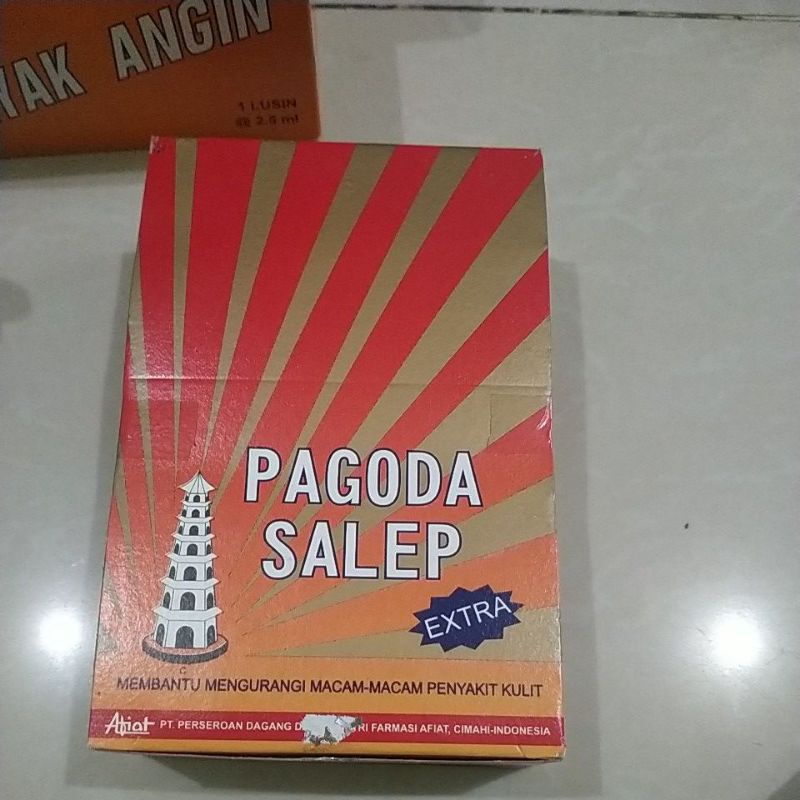 YAK ANGIN
1 LUSIN
@ 2.5 ml
PAGODA
SALEP
EXTRA
MEMBANTU MENGURANGI MACAM-MACAM PENYAKIT KULIT
Afiat PT. PERSEROAN DAGANG D RI FARMASI AFIAT, CIMAHI-INDONESIA